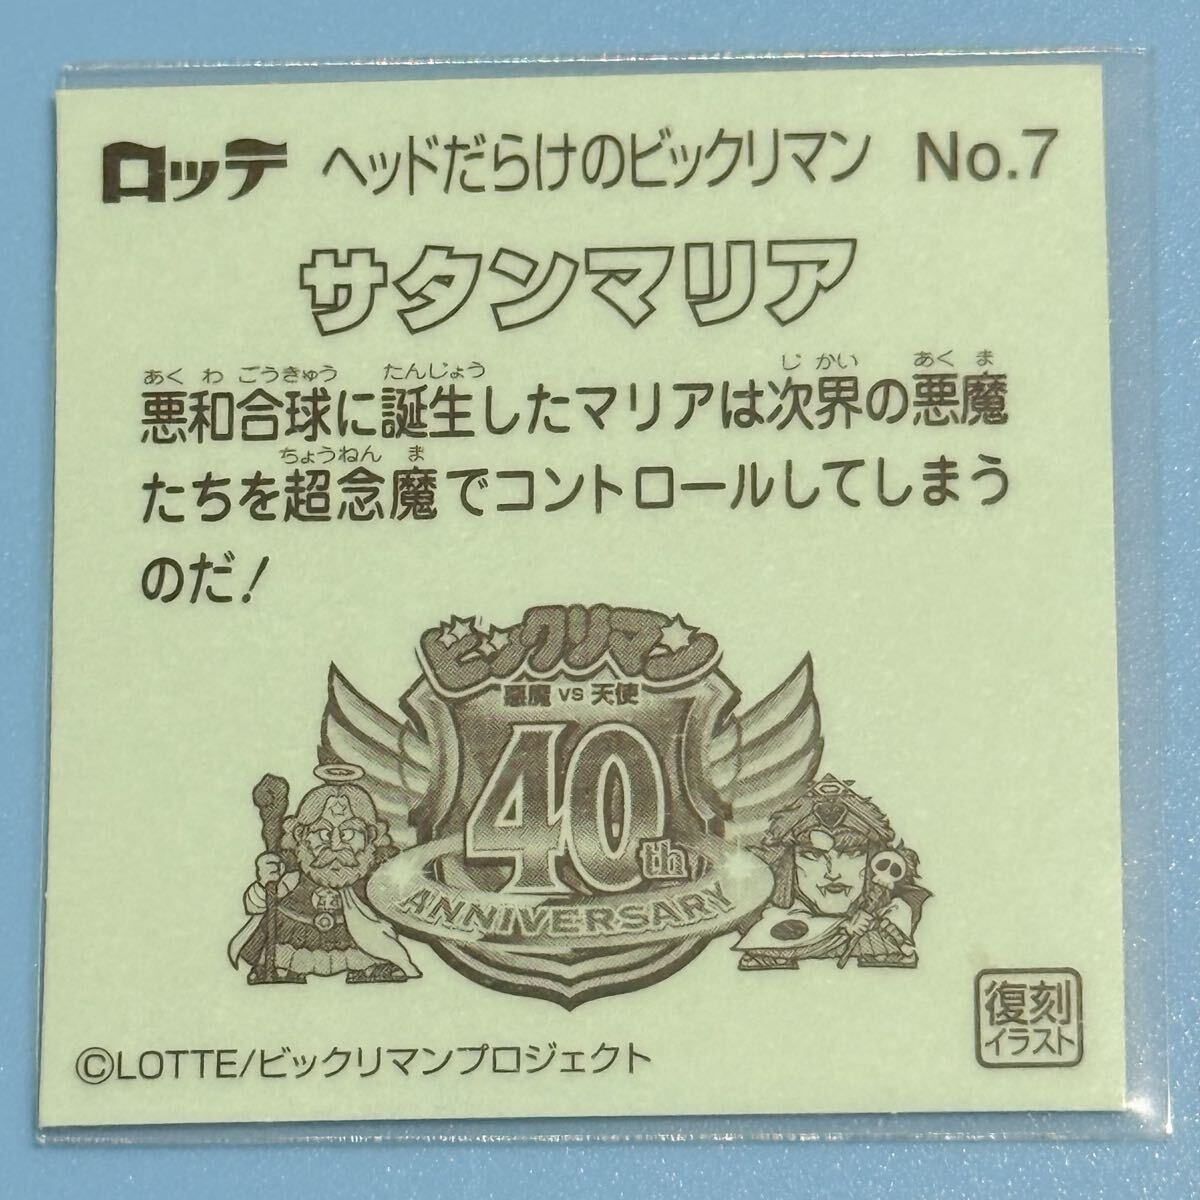 ロッテ ヘッドだらけのビックリマン No.7
サタンマリア
あくわごうきゅう たんじょう じかい あくま
悪和合球に誕生したマリアは次界の悪魔
ちょうねんま
たちを超念魔でコントロールしてしまう
のだ!
ビックリマン
悪魔 VS 天使
40th
ANNIVERSARY
復刻
イラスト
©LOTTE/ビックリマンプロジェクト